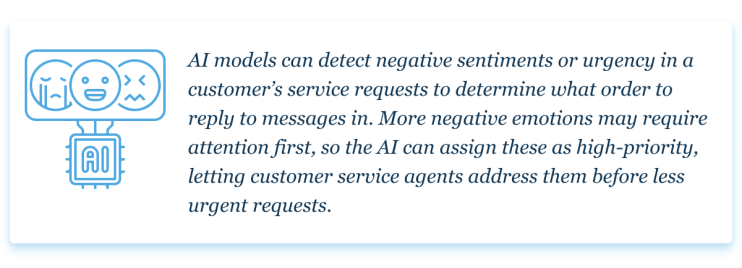 AI models can detect negative sentiments or urgency in a
customer’s service requests to determine what order to
reply to messages in. More negative emotions may require
attention first, so the AI can assign these as high-priority,
letting customer service agents address them before less
urgent requests.
AI